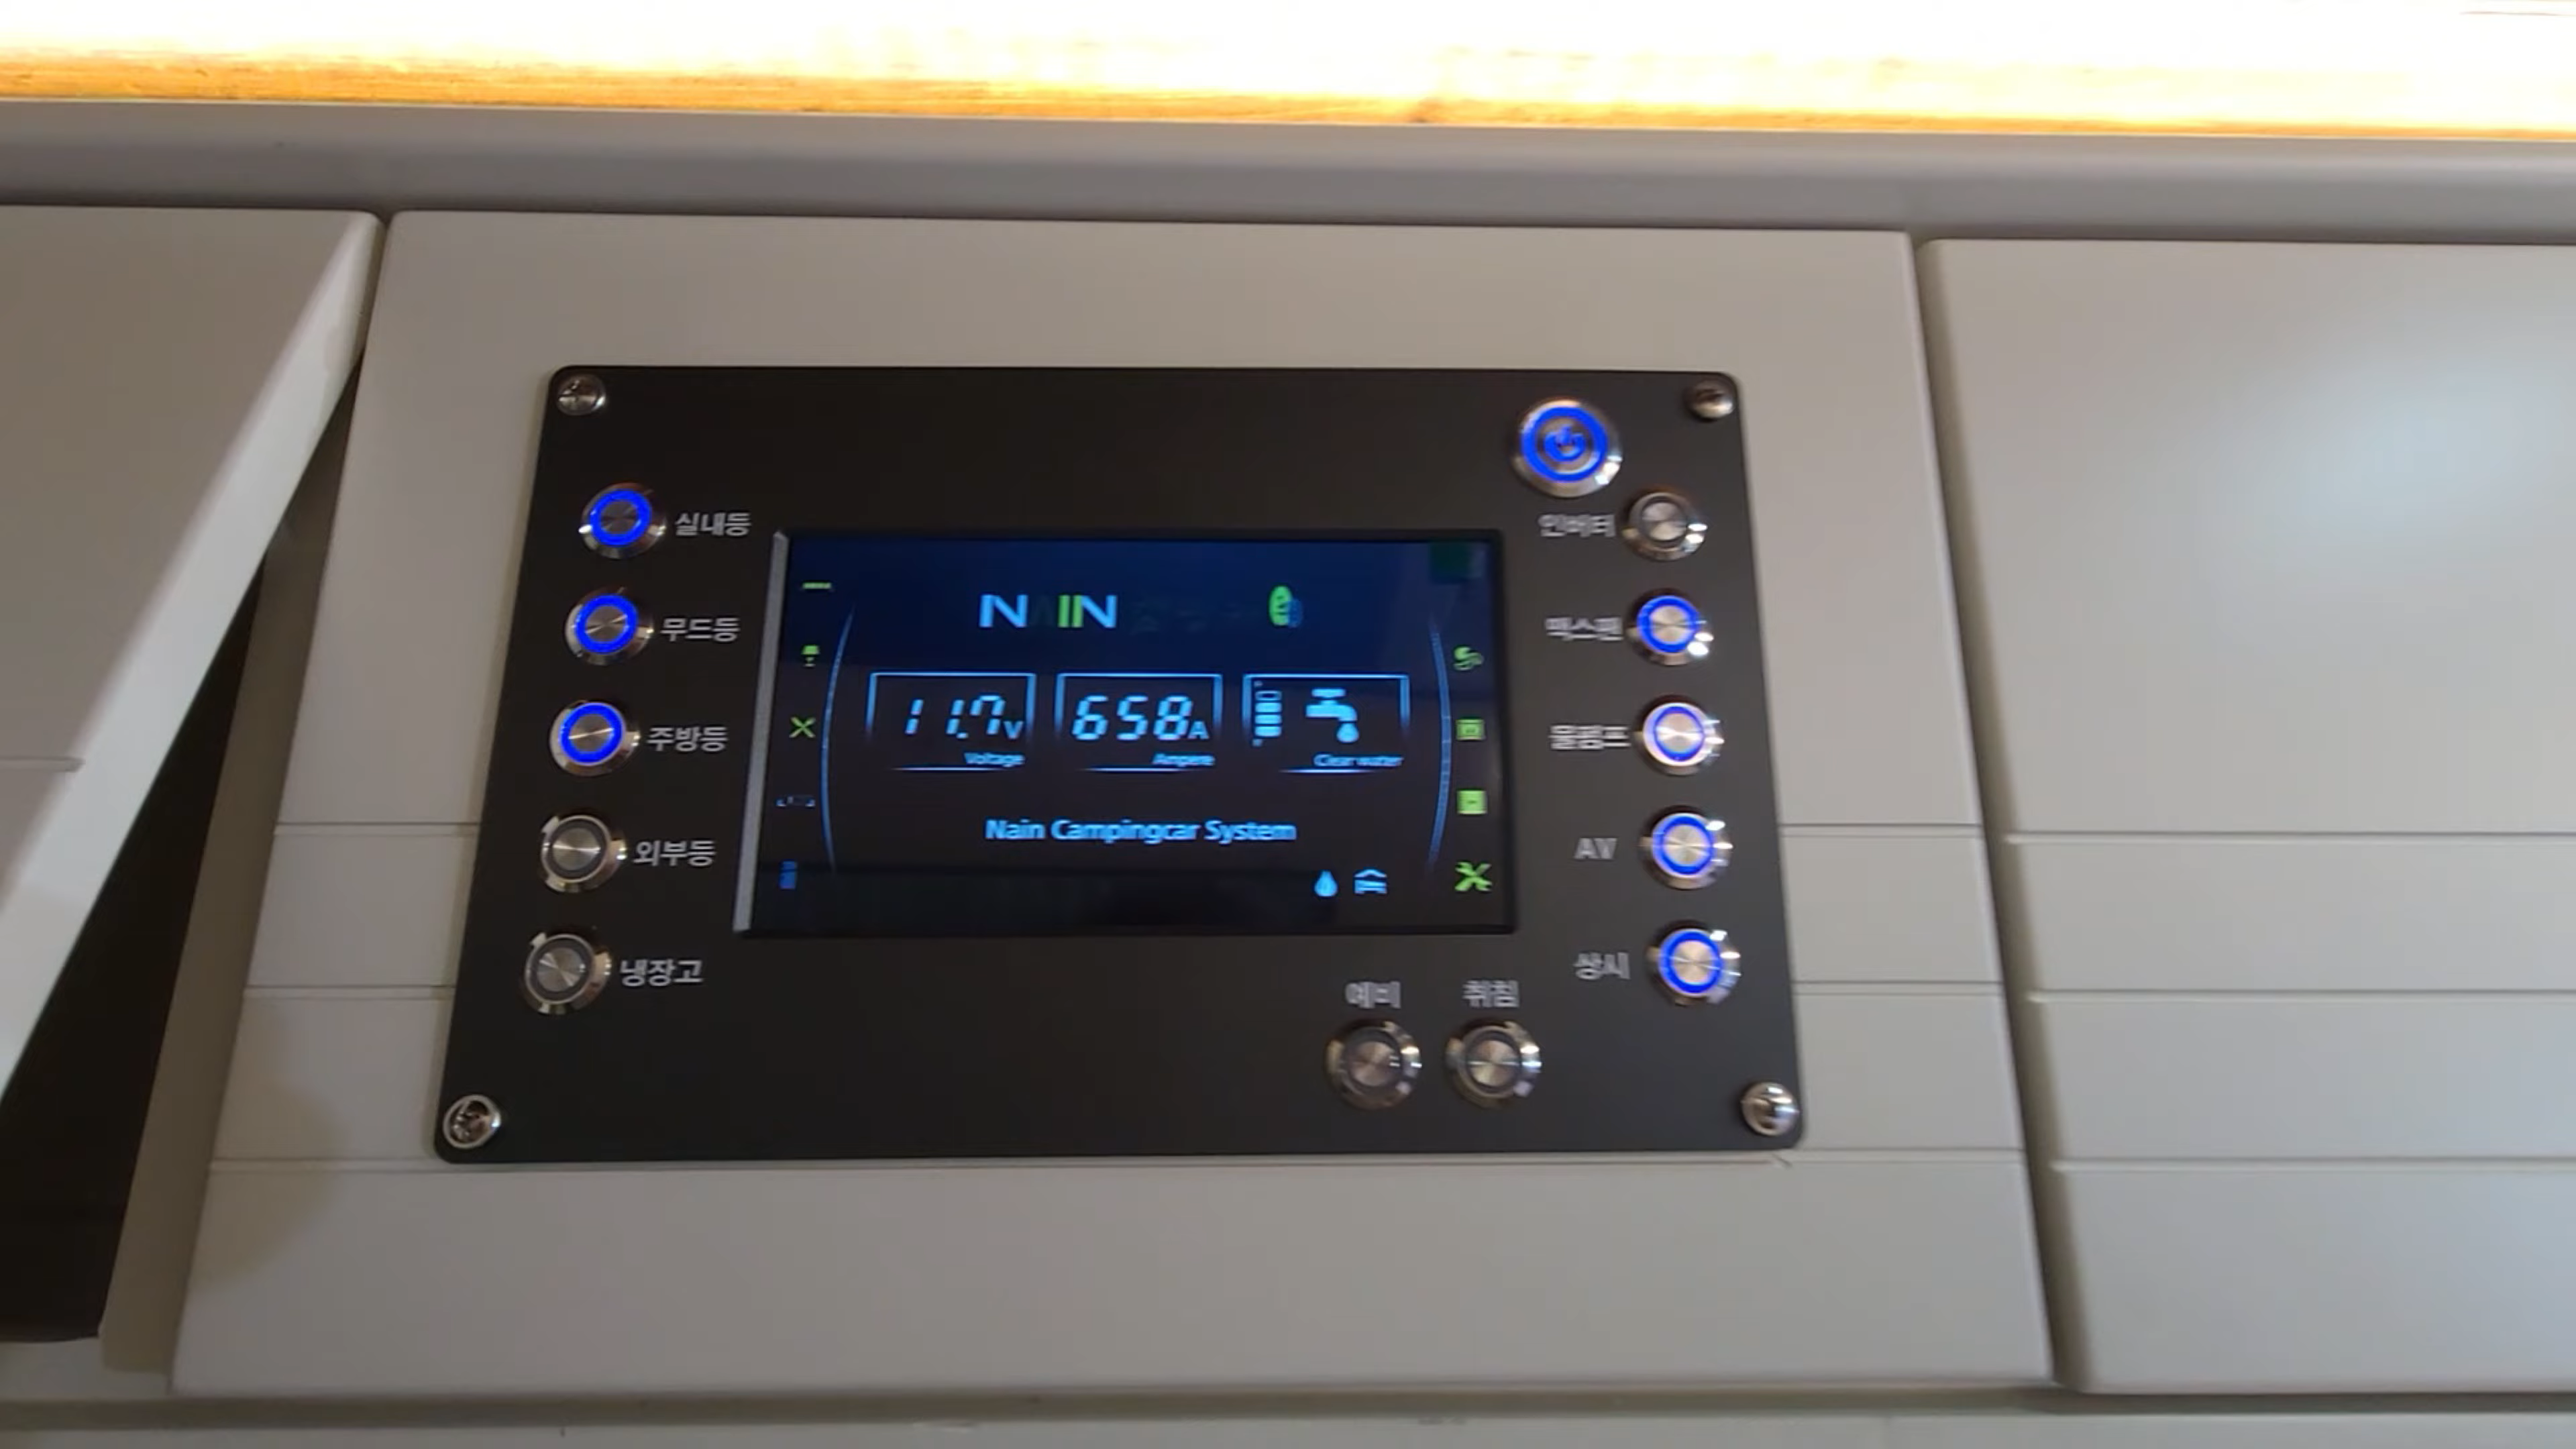 실내등
인버터
NAIN
무드등
맥스팬
11.7V
658A
Voltage
Ampere
Clear water
주방등
물펌프
Nain Campingcar System
외부등
AV
냉장고
상시
예비
취침